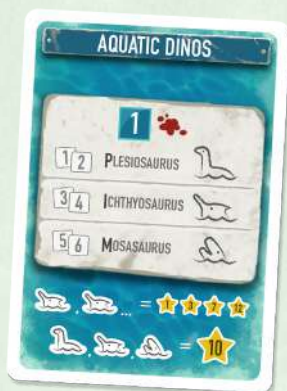 AQUATIC DINOS
1
1 2 PLESIOSAURUS
3 4 ICHTHYOSAURUS
5 6 MOSASAURUS
, ... = 1 3 7 12
, , = 10